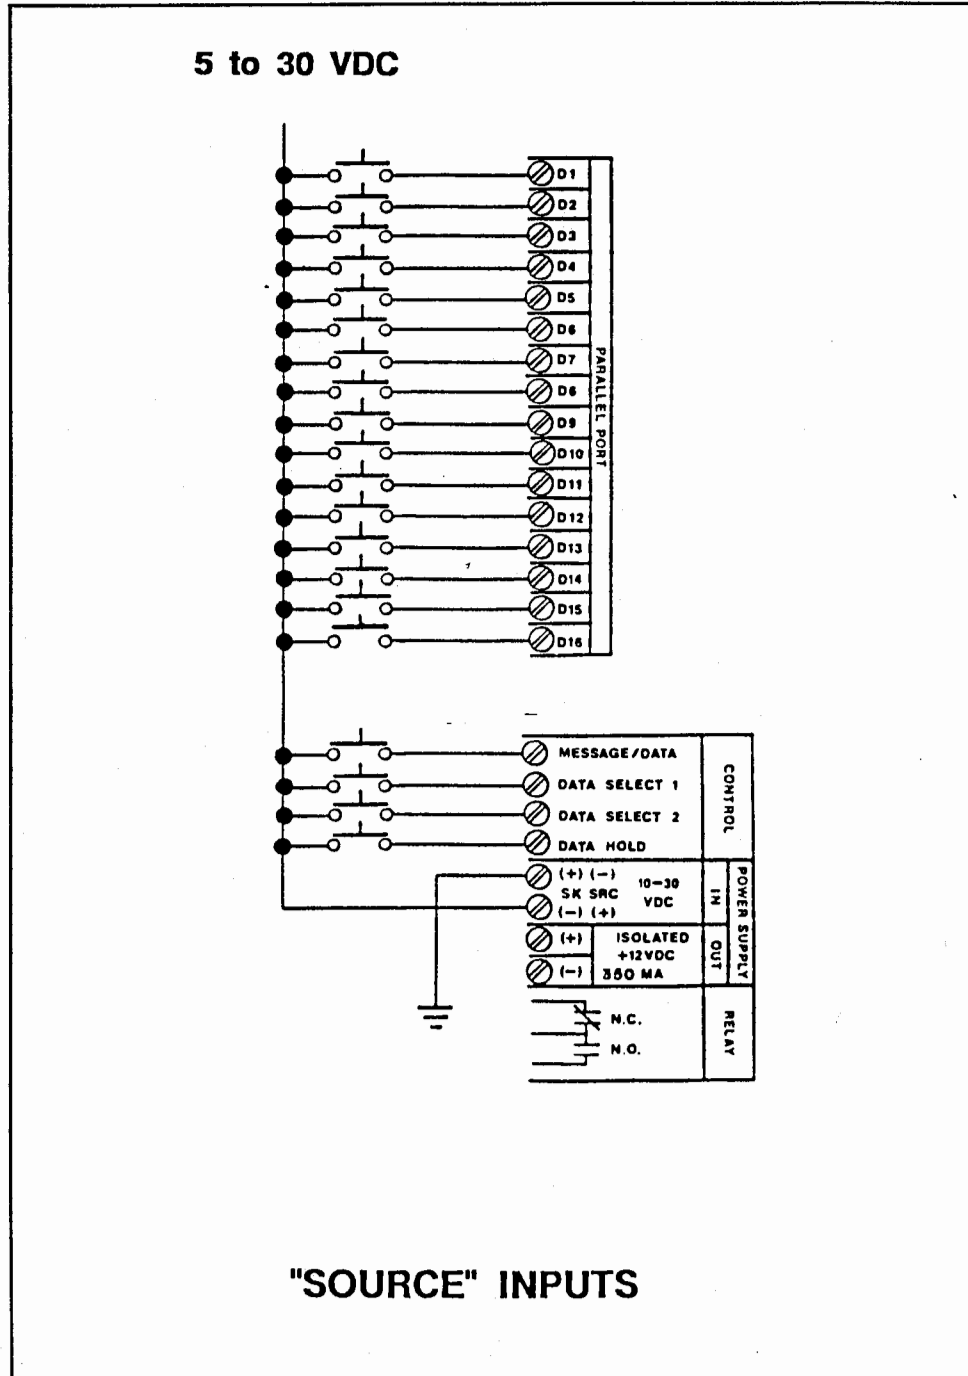 5 to 30 VDC
D1
D2
D3
D4
D5
D6
D7
D6
D9
D10
D11
D12
D13
D14
D15
D16
PARALLEL PORT
MESSAGE/DATA
DATA SELECT 1
DATA SELECT 2
DATA HOLD
CONTROL
(+) (-)
SK SRC
(-) (+)
10-30
VDC
IN
(+)
(-)
ISOLATED
+12VDC
350 MA
OUT
POWER SUPPLY
N.C.
N.O.
RELAY
"SOURCE" INPUTS